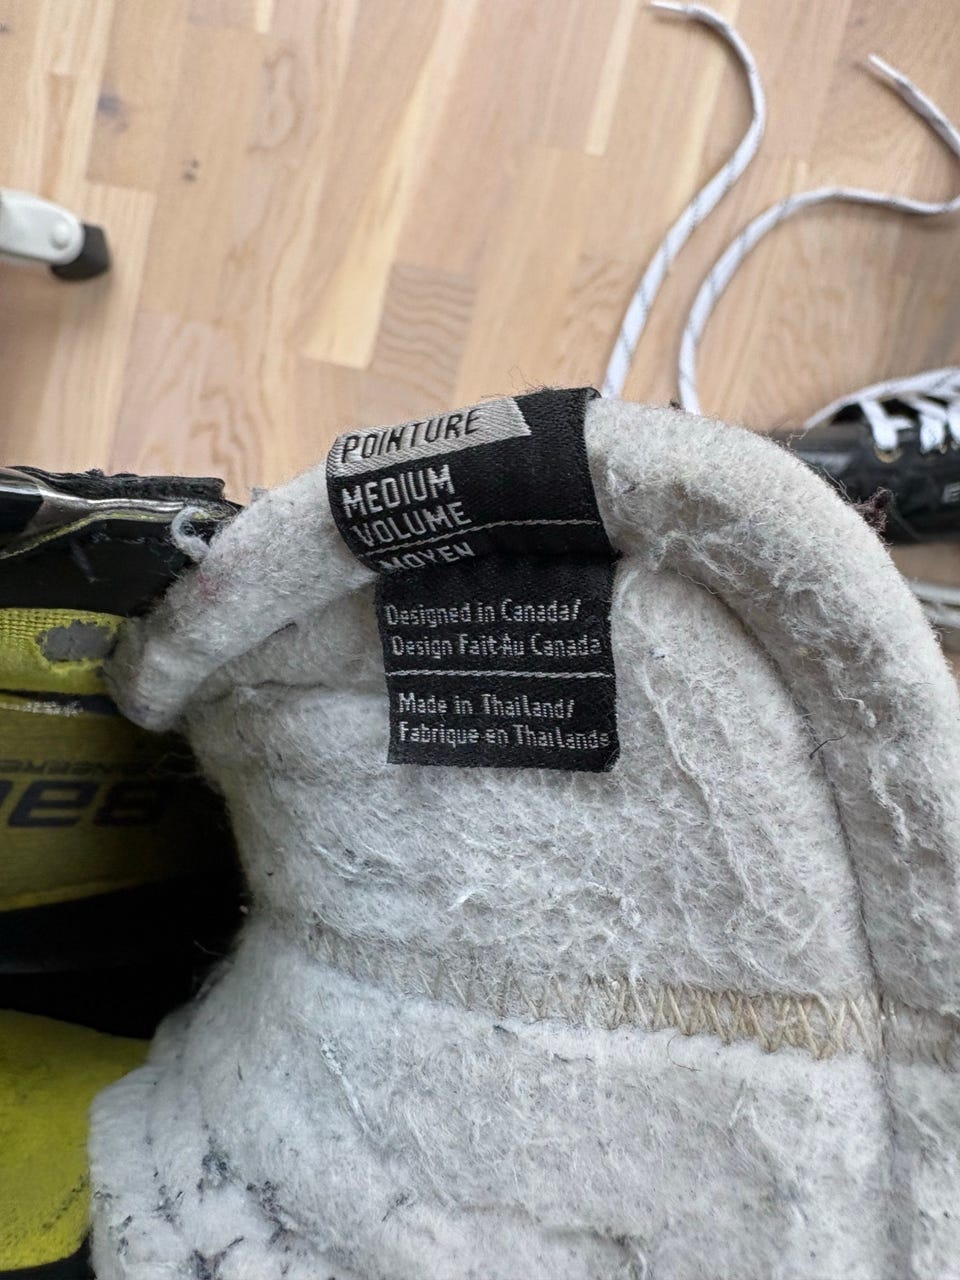 POINTURE
MEDIUM
VOLUME
MOYEN
Designed in Canada/
Design Fait-Au Canada
Made in Thailand/
Fabrique en Thailande